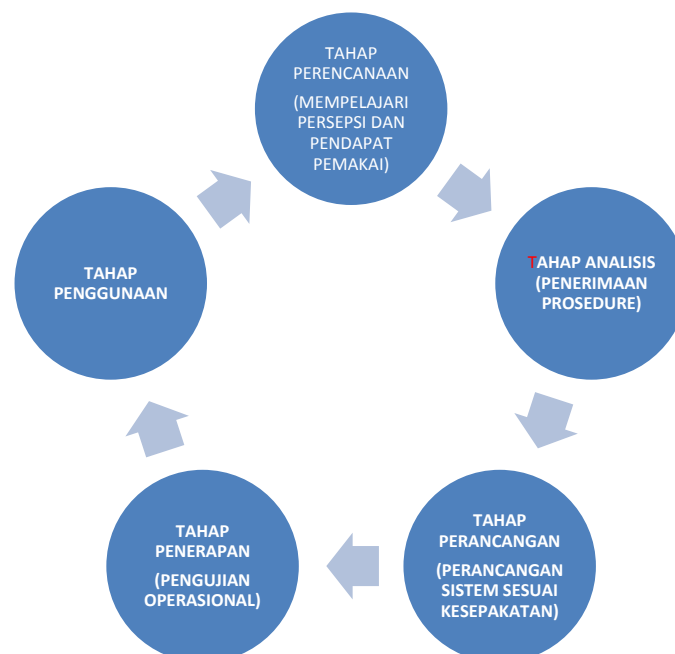 TAHAP
PERENCANAAN
(MEMPELAJARI
PERSEPSI DAN
PENDAPAT
PEMAKAI)
TAHAP ANALISIS
(PENERIMAAN
PROSEDURE)
TAHAP
PERANCANGAN
(PERANCANGAN
SISTEM SESUAI
KESEPAKATAN)
TAHAP
PENERAPAN
(PENGUJIAN
OPERASIONAL)
TAHAP
PENGGUNAAN